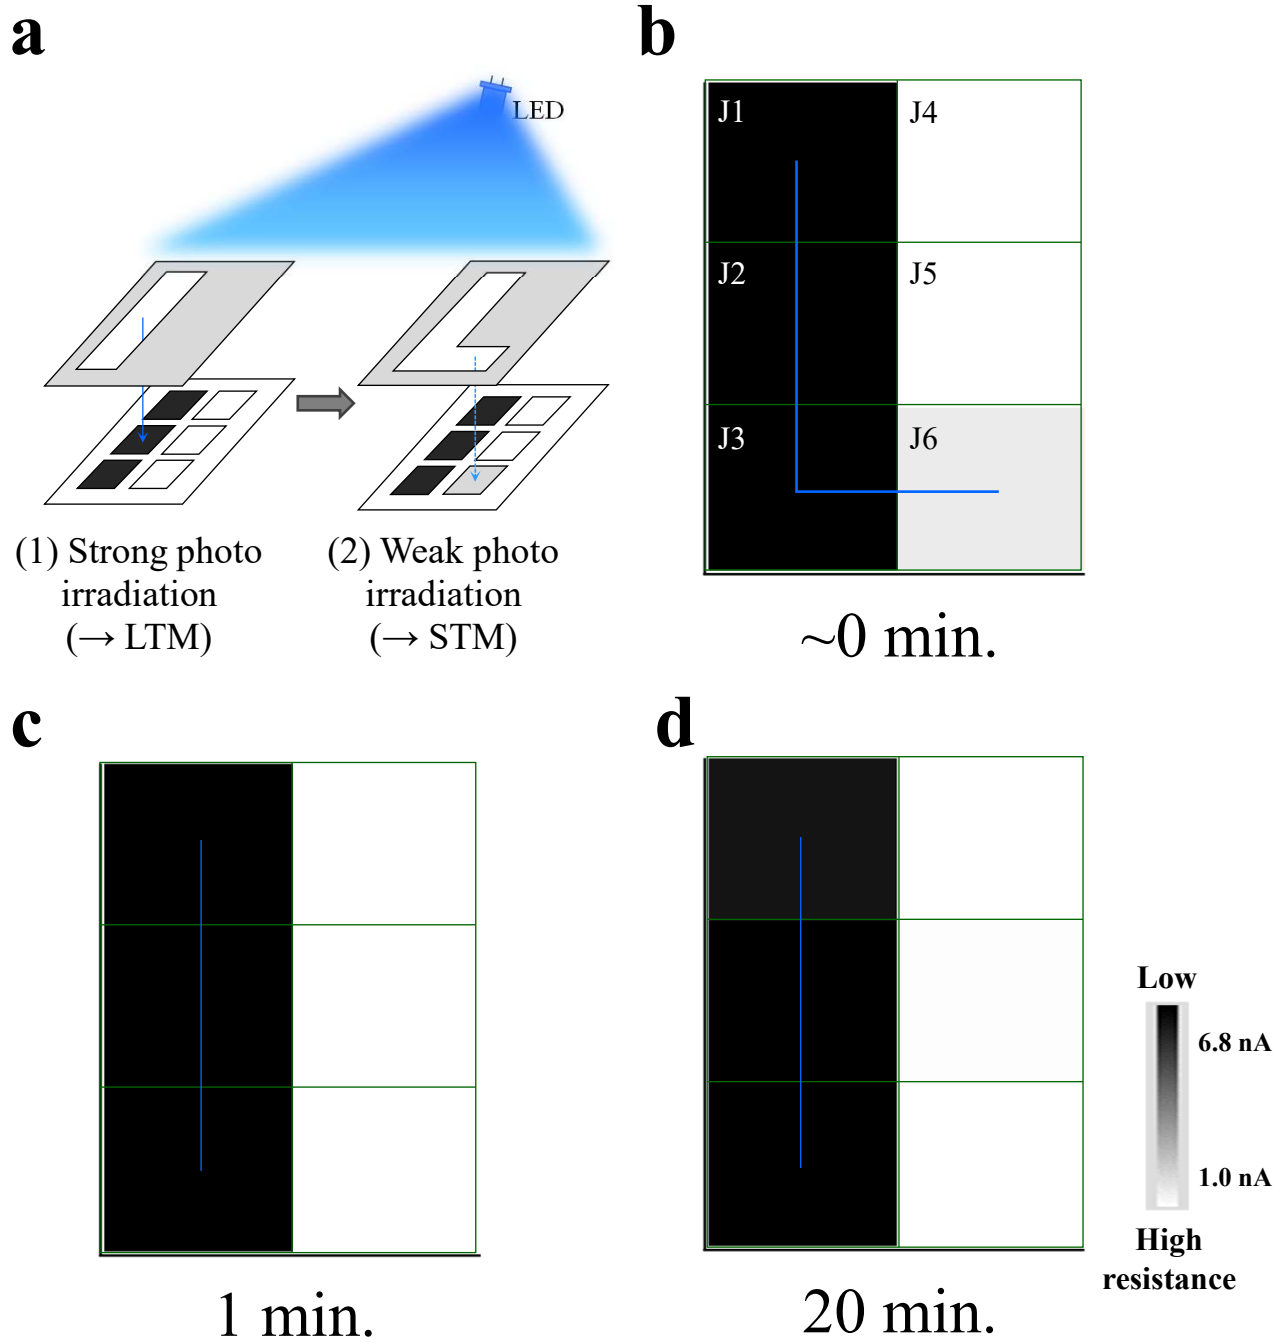 a
LED
(1) Strong photo
irradiation
(→ LTM)
(2) Weak photo
irradiation
(→ STM)
b
J1
J4
J2
J5
J3
J6
~0 min.
c
1 min.
d
20 min.
Low
6.8 nA
1.0 nA
High
resistance